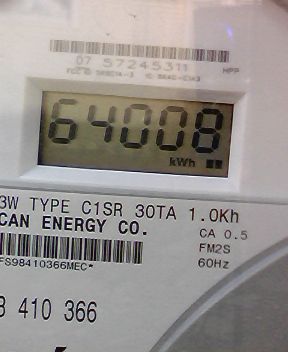 07 57245311
HPP
64008
kWh
3W TYPE C1SR 30TA 1.0Kh
CAN ENERGY CO.
CA 0.5
FM2S
60Hz
FS98410366MEC*
410 366